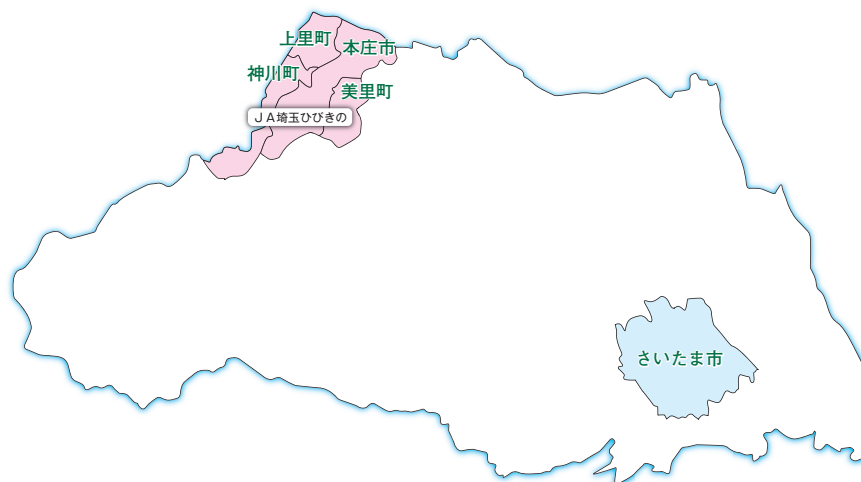 上里町
本庄市
神川町
美里町
ＪＡ埼玉ひびきの
さいたま市